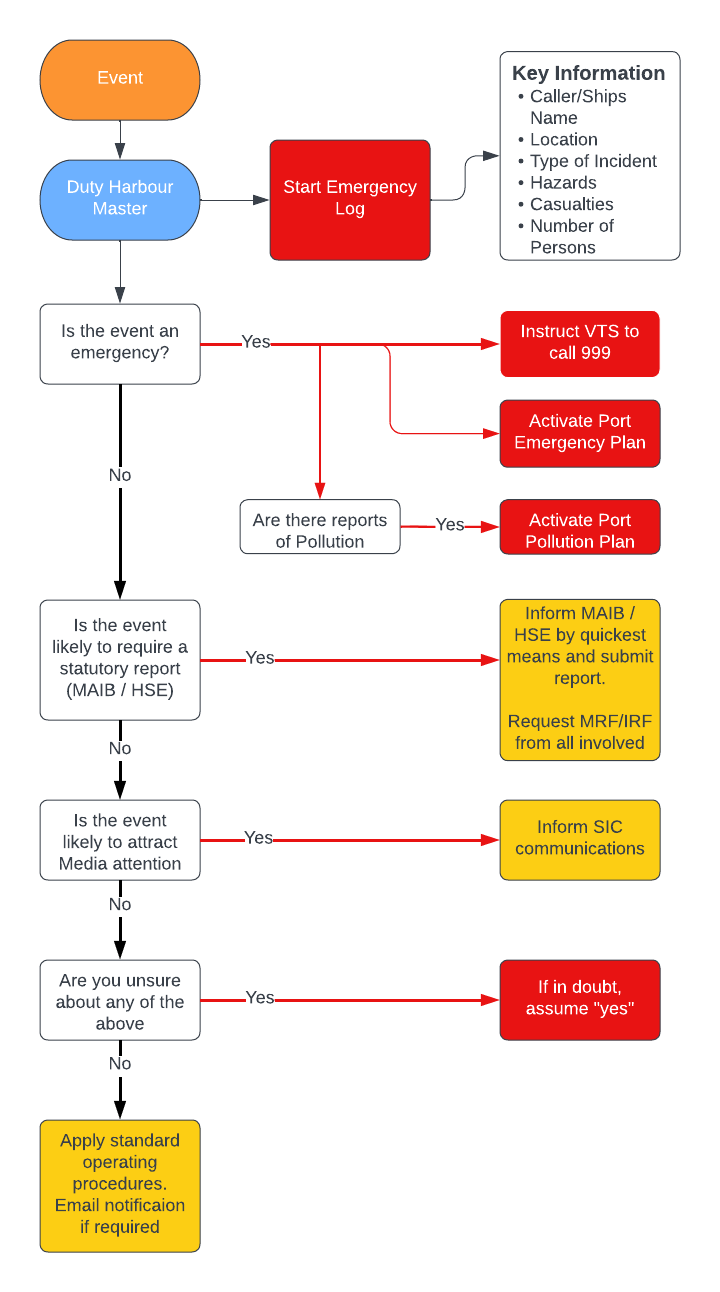 Event
Duty Harbour
Master
Start Emergency
Log
Key Information
• Caller/Ships
Name
• Location
• Type of Incident
• Hazards
• Casualties
• Number of
Persons
Is the event an
emergency?
Yes
Instruct VTS to
call 999
Activate Port
Emergency Plan
No
Are there reports
of Pollution
Yes
Activate Port
Pollution Plan
Is the event
likely to require a
statutory report
(MAIB / HSE)
Yes
Inform MAIB /
HSE by quickest
means and submit
report.
Request MRF/IRF
from all involved
No
Is the event
likely to attract
Media attention
Yes
Inform SIC
communications
No
Are you unsure
about any of the
above
Yes
If in doubt,
assume "yes"
No
Apply standard
operating
procedures.
Email notificaion
if required